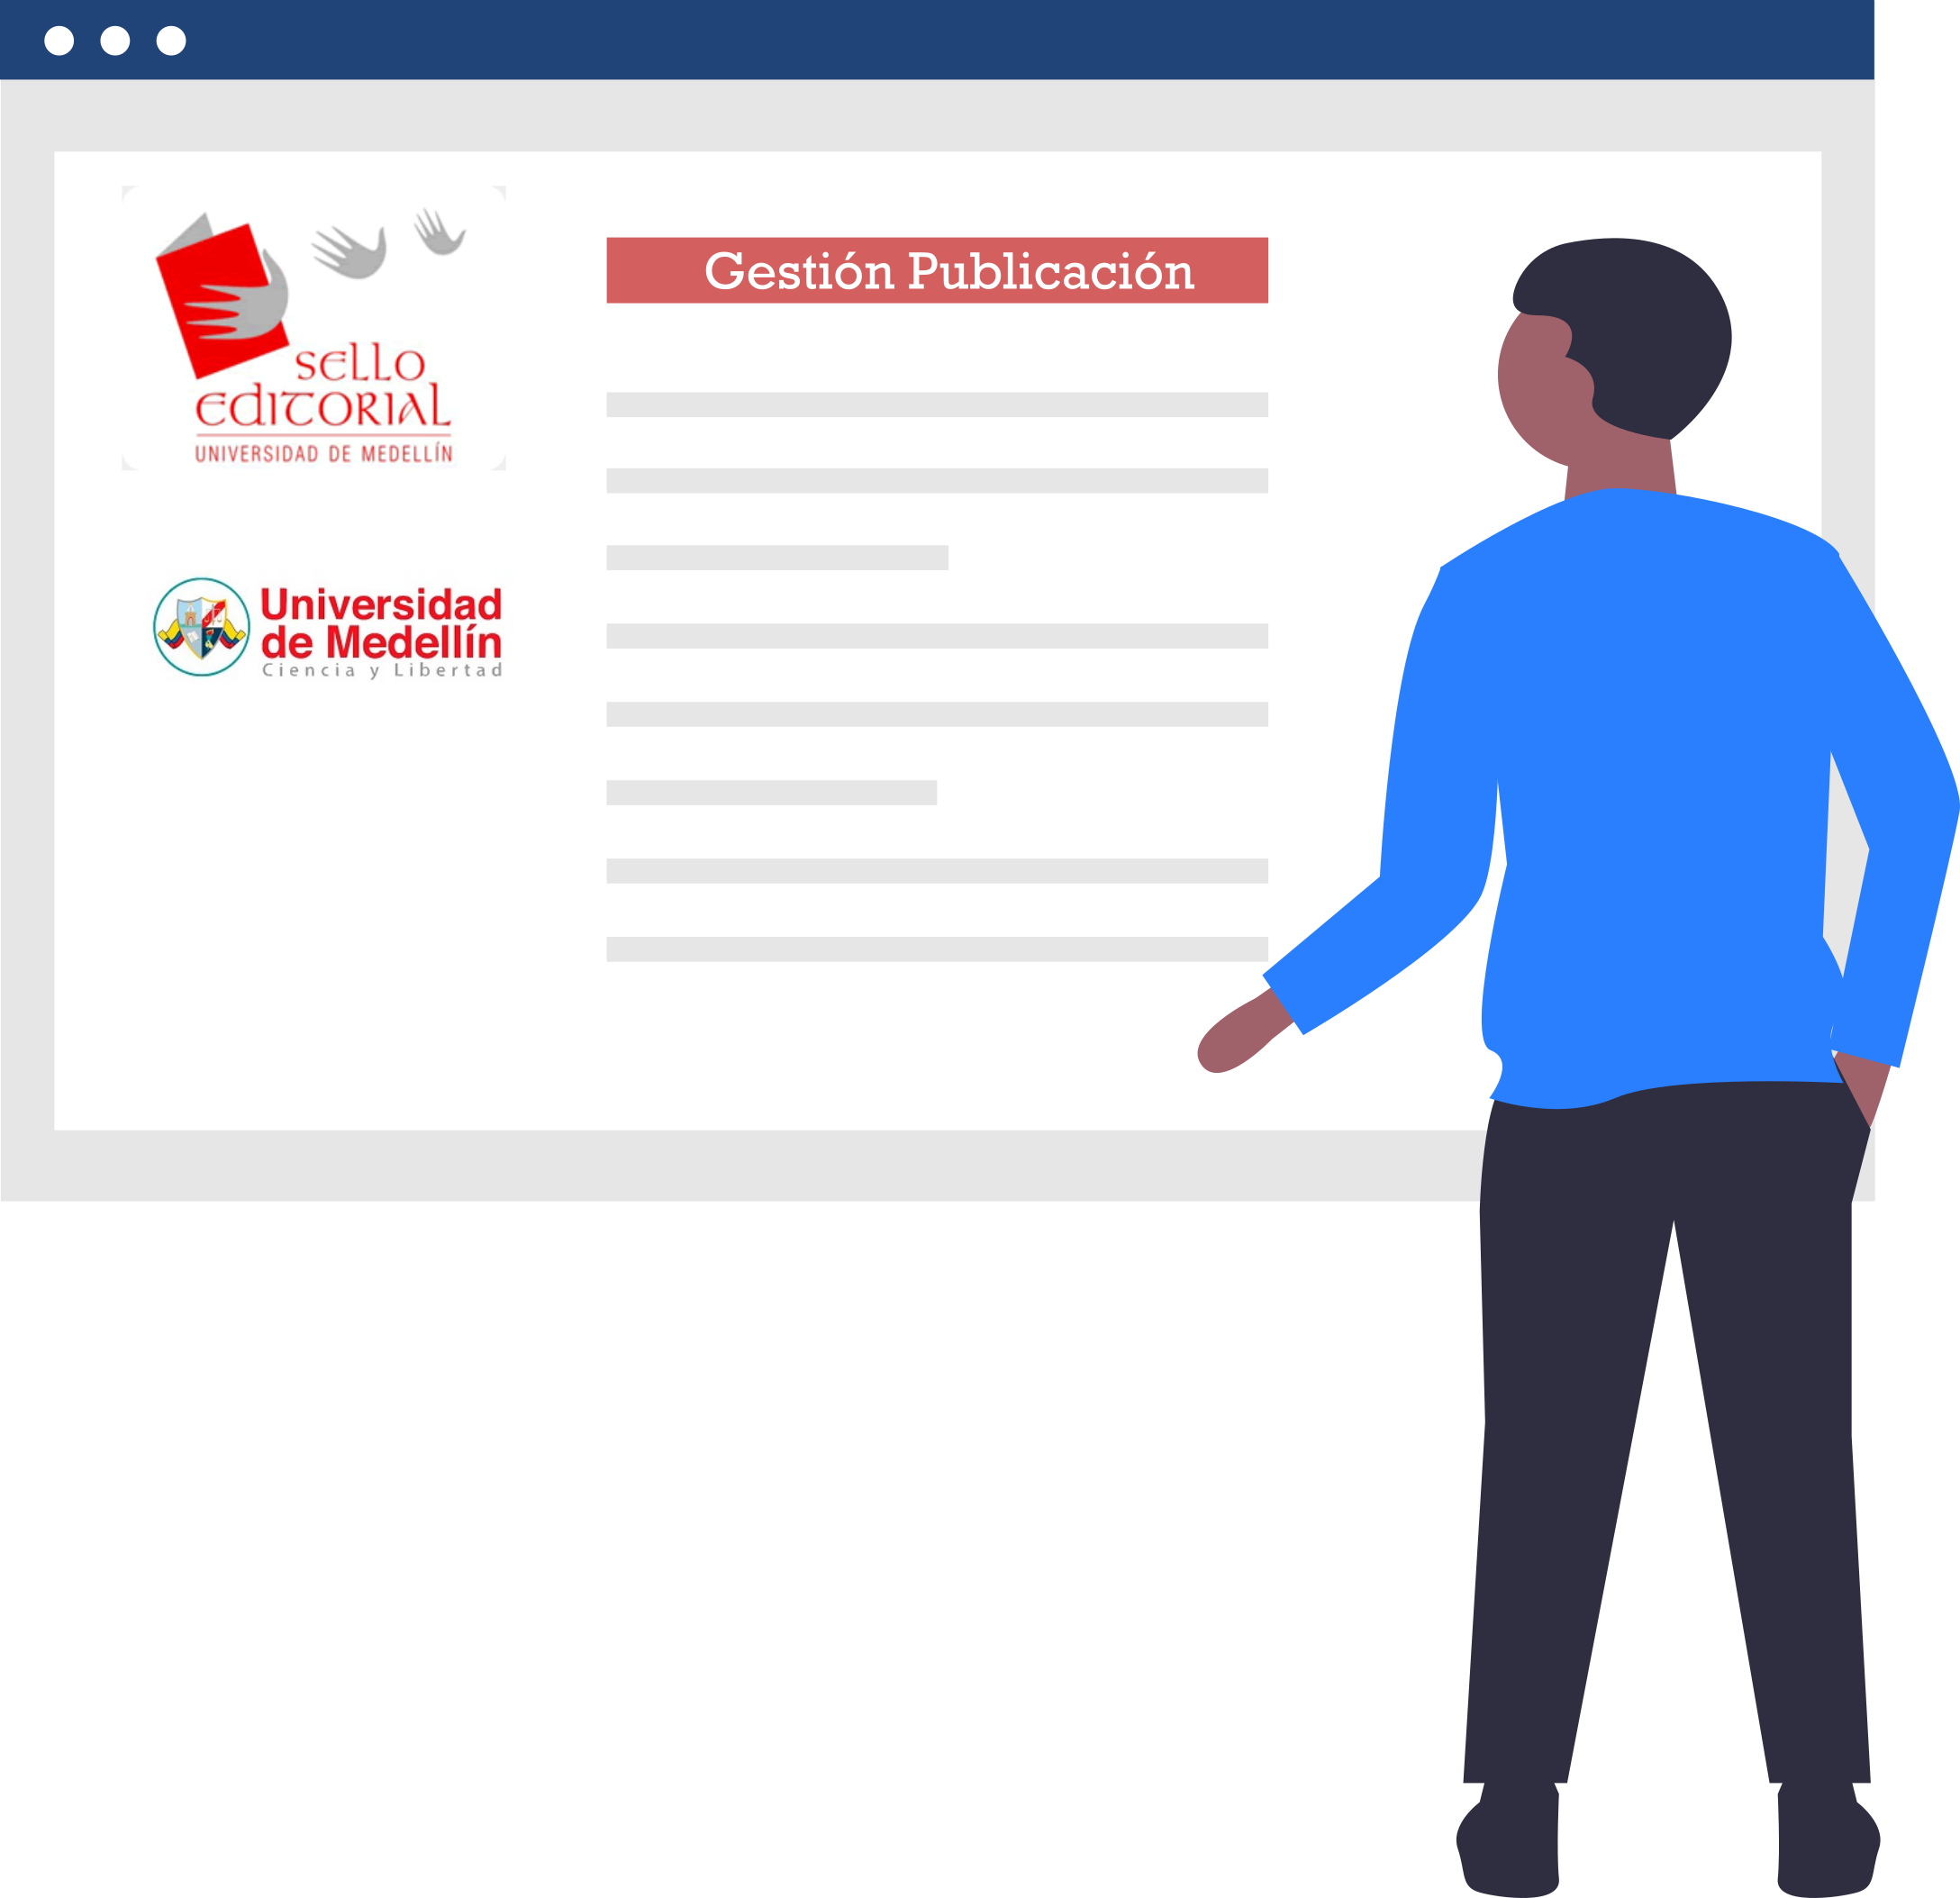 Gestión Publicación
Sello
Editorial
UNIVERSIDAD DE MEDELLÍN
Universidad
de Medellín
Ciencia y Libertad